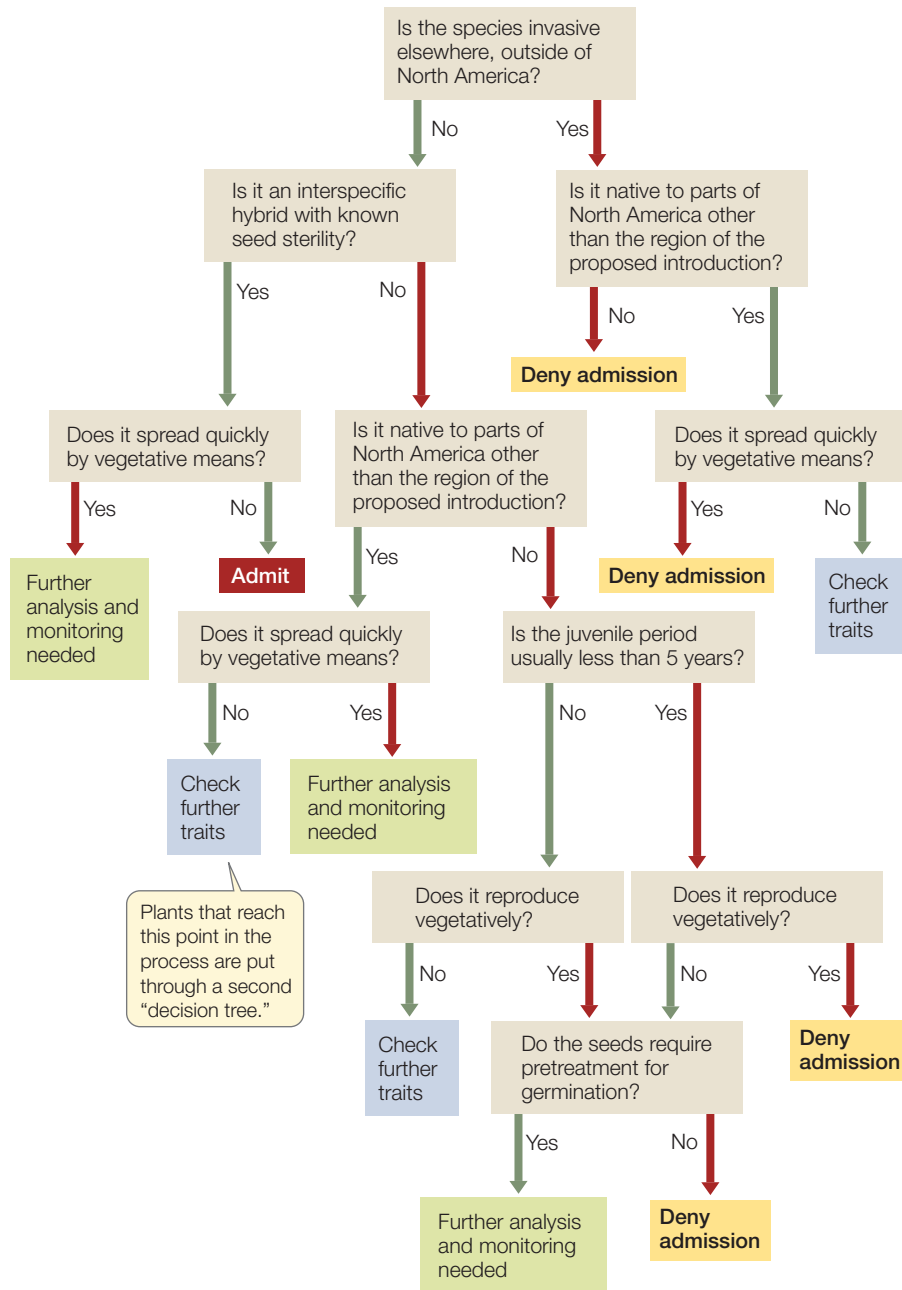 Is the species invasive
elsewhere, outside of
North America?
No
Yes
Is it an interspecific
hybrid with known
seed sterility?
Is it native to parts of
North America other
than the region of the
proposed introduction?
Yes
No
No
Yes
Deny admission
Does it spread quickly
by vegetative means?
Is it native to parts of
North America other
than the region of the
proposed introduction?
Does it spread quickly
by vegetative means?
Yes
No
Yes
No
Yes
No
Further
analysis and
monitoring
needed
Admit
Deny admission
Check
further
traits
Does it spread quickly
by vegetative means?
Is the juvenile period
usually less than 5 years?
No
Yes
No
Yes
Check
further
traits
Further analysis
and monitoring
needed
Plants that reach
this point in the
process are put
through a second
“decision tree.”
Does it reproduce
vegetatively?
Does it reproduce
vegetatively?
No
Yes
No
Yes
Check
further
traits
Do the seeds require
pretreatment for
germination?
Deny
admission
Yes
No
Further analysis
and monitoring
needed
Deny
admission